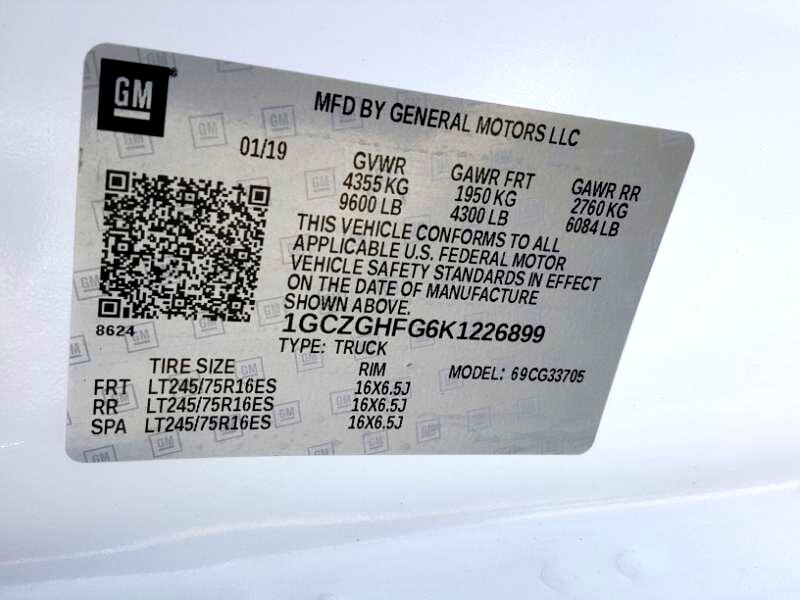 GM
MFD BY GENERAL MOTORS LLC
01/19 GVWR GAWR FRT GAWR RR
4355 KG 1950 KG 2760 KG
9600 LB 4300 LB 6084 LB
THIS VEHICLE CONFORMS TO ALL
APPLICABLE U.S. FEDERAL MOTOR
VEHICLE SAFETY STANDARDS IN EFFECT
ON THE DATE OF MANUFACTURE
SHOWN ABOVE.
8624
1GCZGHFG6K1226899
TYPE: TRUCK
TIRE SIZE RIM MODEL: 69CG33705
FRT LT245/75R16ES 16X6.5J
RR LT245/75R16ES 16X6.5J
SPA LT245/75R16ES 16X6.5J